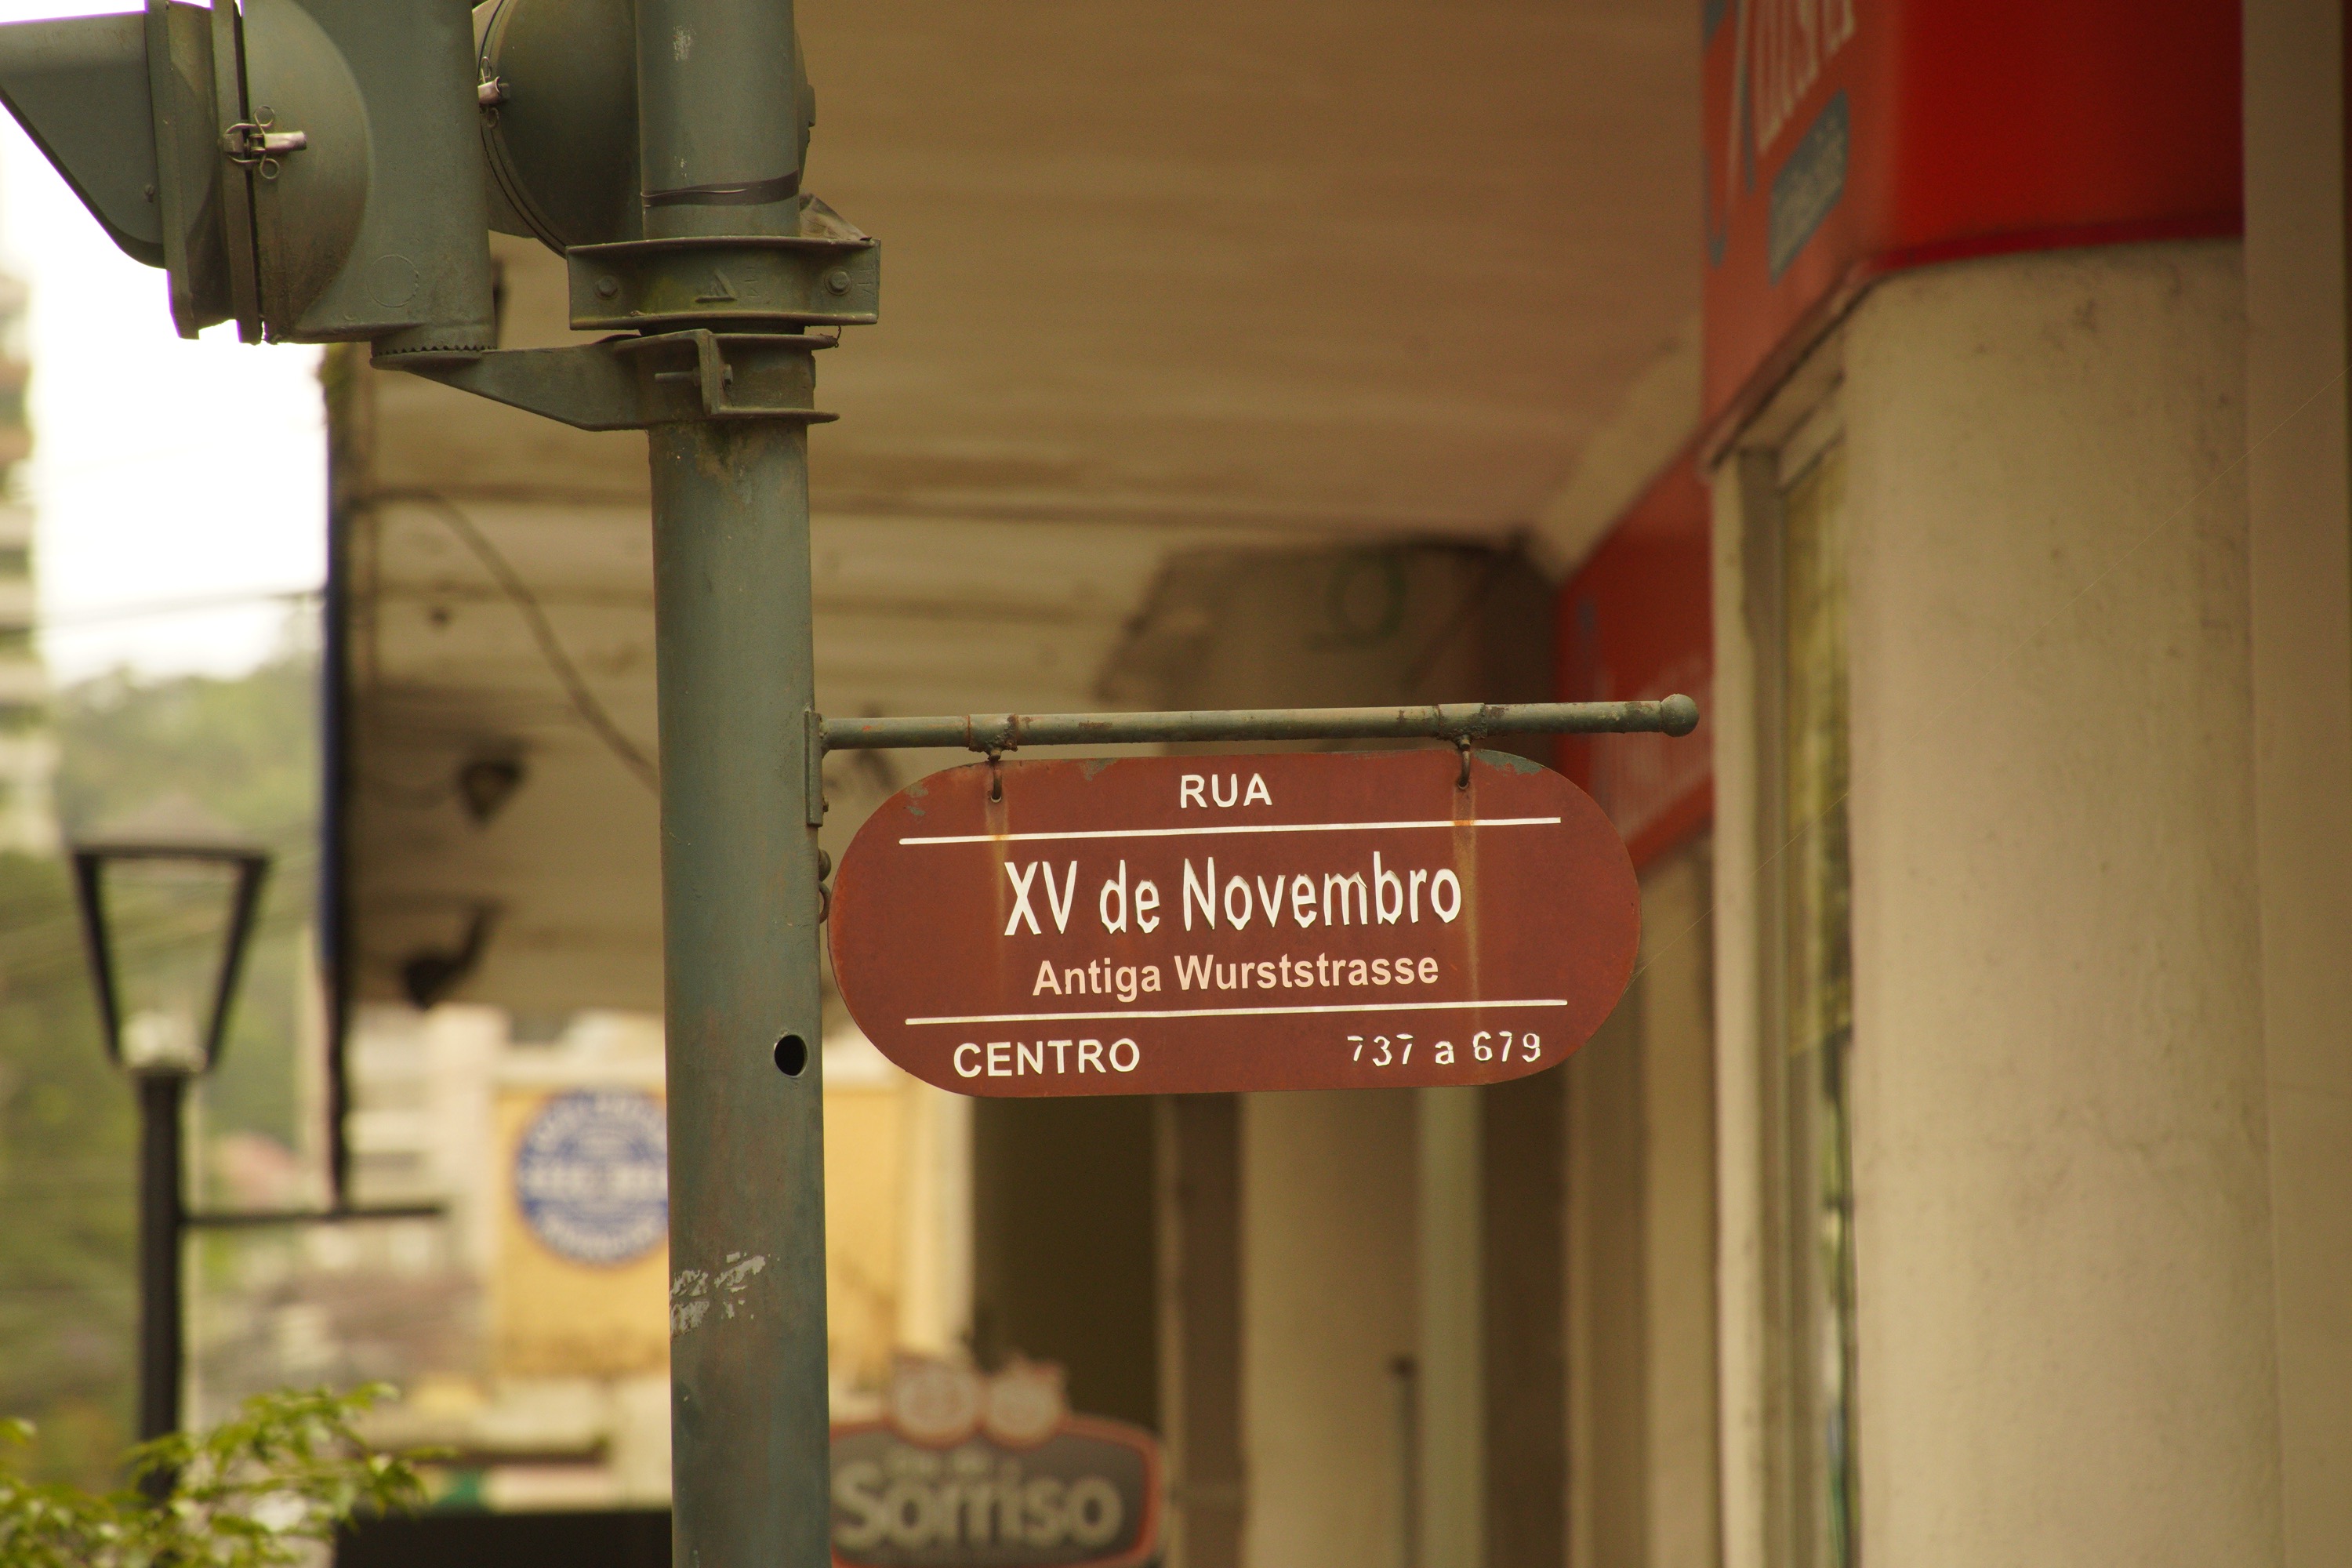 RUA
XV de Novembro
Antiga Wurststrasse
CENTRO 737 a 679
Sorriso